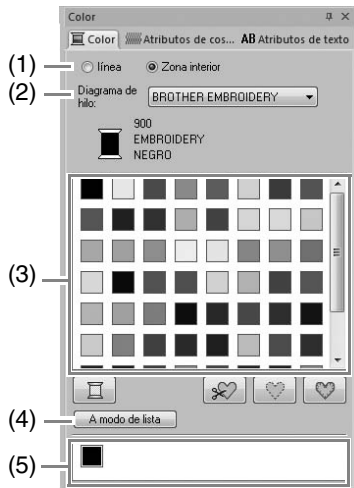 Color
Color Atributos de cos... AB Atributos de texto
(1) línea Zona interior
(2) Diagrama de hilo: BROTHER EMBROIDERY
900
EMBROIDERY
NEGRO
(3)
(4) A modo de lista
(5)